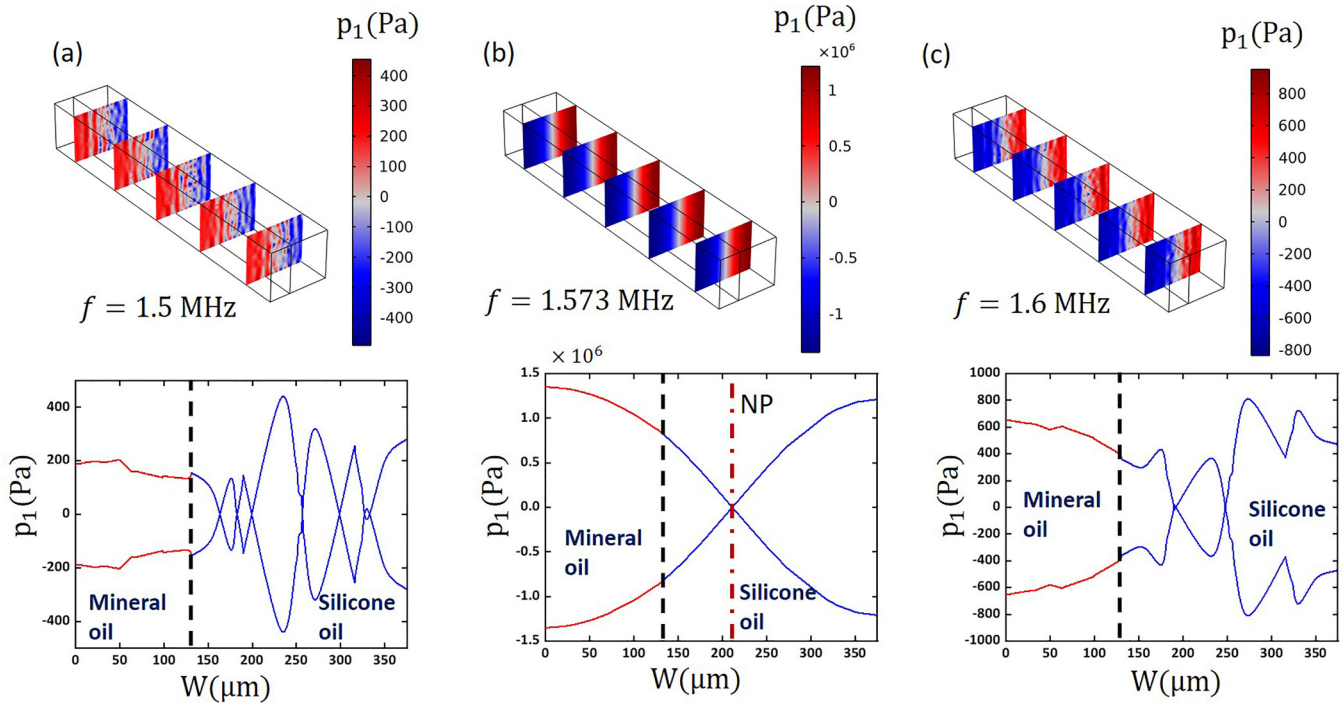 (a)
p₁(Pa)
400
300
200
100
0
-100
-200
-300
-400
f = 1.5 MHz
(b)
p₁(Pa)
×10⁶
1
0.5
0
-0.5
-1
f = 1.573 MHz
(c)
p₁(Pa)
800
600
400
200
0
-200
-400
-600
-800
f = 1.6 MHz
p₁(Pa)
400
200
0
-200
-400
Mineral
oil
Silicone
oil
0 50 100 150 200 250 300 350
W(μm)
× 10⁶
p₁(Pa)
1.5
1.0
0.5
0.0
-0.5
-1.0
-1.5
NP
Mineral
oil
Silicone
oil
0 50 100 150 200 250 300 350
W(μm)
p₁(Pa)
1000
800
600
400
200
0
-200
-400
-600
-800
-1000
Mineral
oil
Silicone
oil
0 50 100 150 200 250 300 350
W(μm)